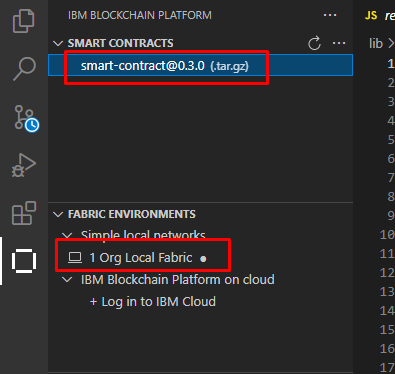 IBM BLOCKCHAIN PLATFORM
SMART CONTRACTS
smart-contract@0.3.0 (.tar.gz)
FABRIC ENVIRONMENTS
Simple local networks
1 Org Local Fabric
IBM Blockchain Platform on cloud
+ Log in to IBM Cloud
JS re
lib
1
2
3
4
5
6
7
8
9
10
11
12
13
14
15
16
17